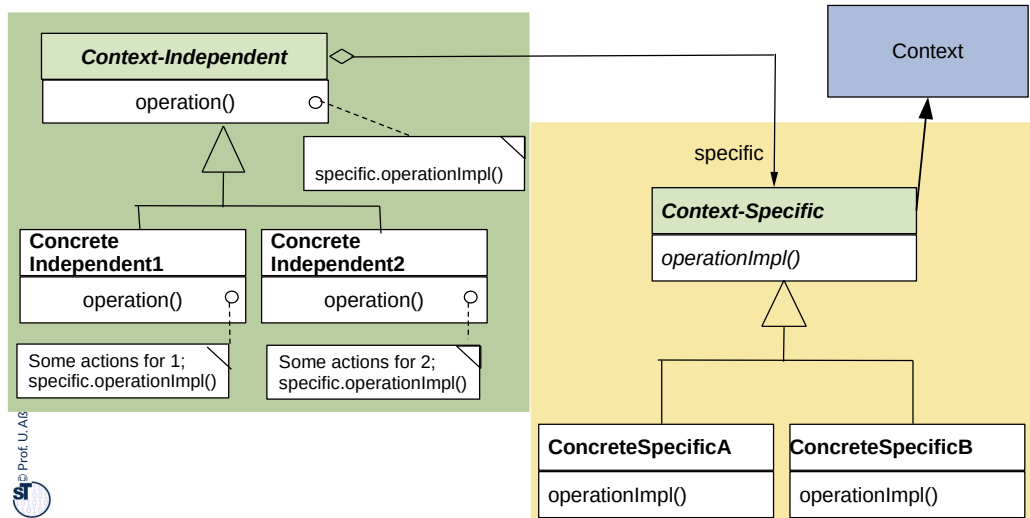 Context-Independent
operation()
specific.operationImpl()
Concrete
Independent1
operation()
Some actions for 1;
specific.operationImpl()
Concrete
Independent2
operation()
Some actions for 2;
specific.operationImpl()
Context
specific
Context-Specific
operationImpl()
ConcreteSpecificA
operationImpl()
ConcreteSpecificB
operationImpl()
© Prof. U. Aß
ST